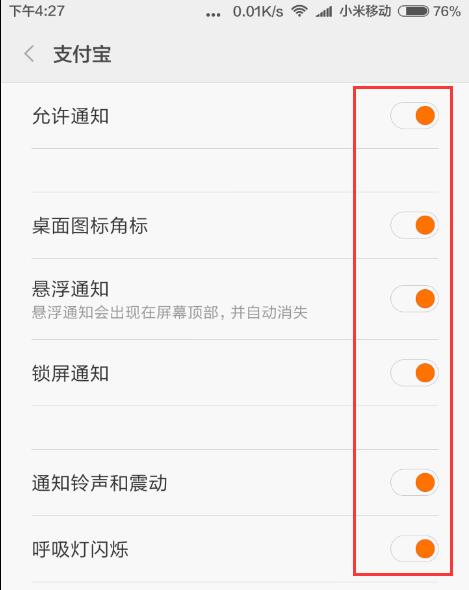 下午4:27 ... 0.01K/s 小米移动 76%
支付宝
允许通知
桌面图标角标
悬浮通知
悬浮通知会出现在屏幕顶部，并自动消失
锁屏通知
通知铃声和震动
呼吸灯闪烁